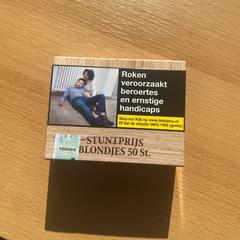 Roken
veroorzaakt
beroertes
en ernstige
handicaps
Stop nu! Kijk op www.ikstopnu.nl
Of bel de stoplijn 0800-1995 (gratis)
STUNTPRIJS
BLONDJES 50 St.